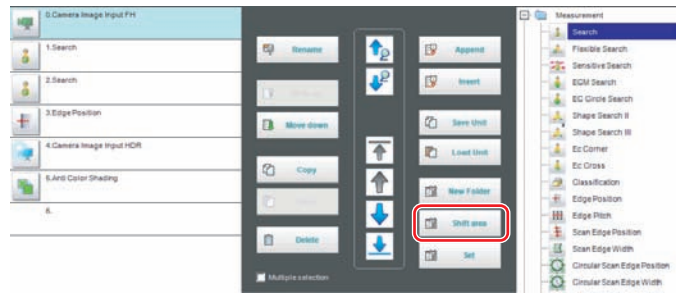 0.Camera Image Input FH
1.Search
2.Search
3.Edge Position
4.Camera Image Input HDR
5.Anti Color Shading
6.
Rename
Move down
Copy
Delete
Multiple selection
Append
Insert
Save Unit
Load Unit
New Folder
Shift area
Set
Measurement
Search
Flexible Search
Sensitive Search
ECM Search
EC Circle Search
Shape Search II
Shape Search III
Ec Corner
Ec Cross
Classification
Edge Position
Edge Pitch
Scan Edge Position
Scan Edge Width
Circular Scan Edge Position
Circular Scan Edge Width